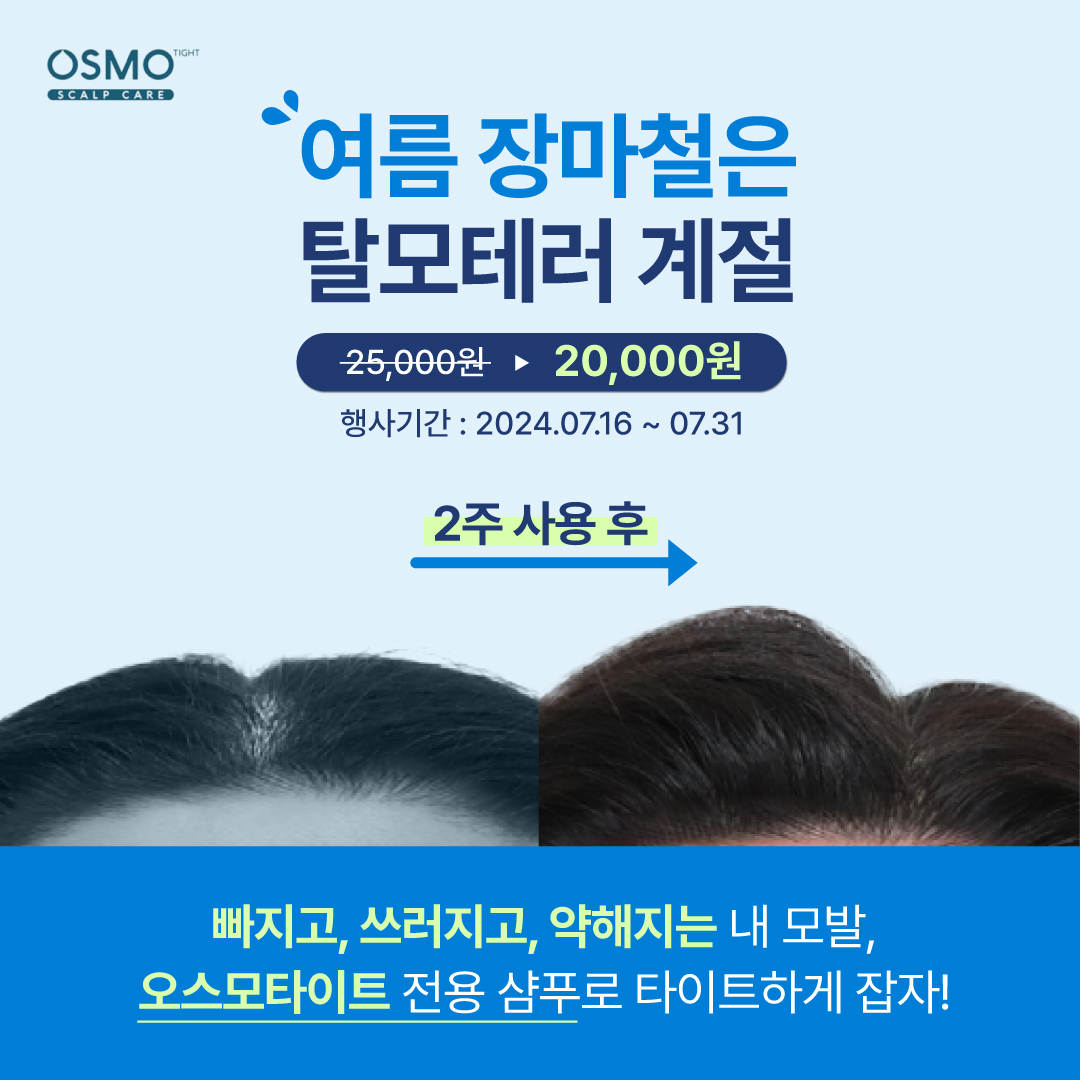 OSMO TIGHT
SCALP CARE
여름 장마철은
탈모테러 계절
25,000원 ▶ 20,000원
행사기간 : 2024.07.16 ~ 07.31
2주 사용 후
빠지고, 쓰러지고, 약해지는 내 모발,
오스모타이트 전용 샴푸로 타이트하게 잡자!